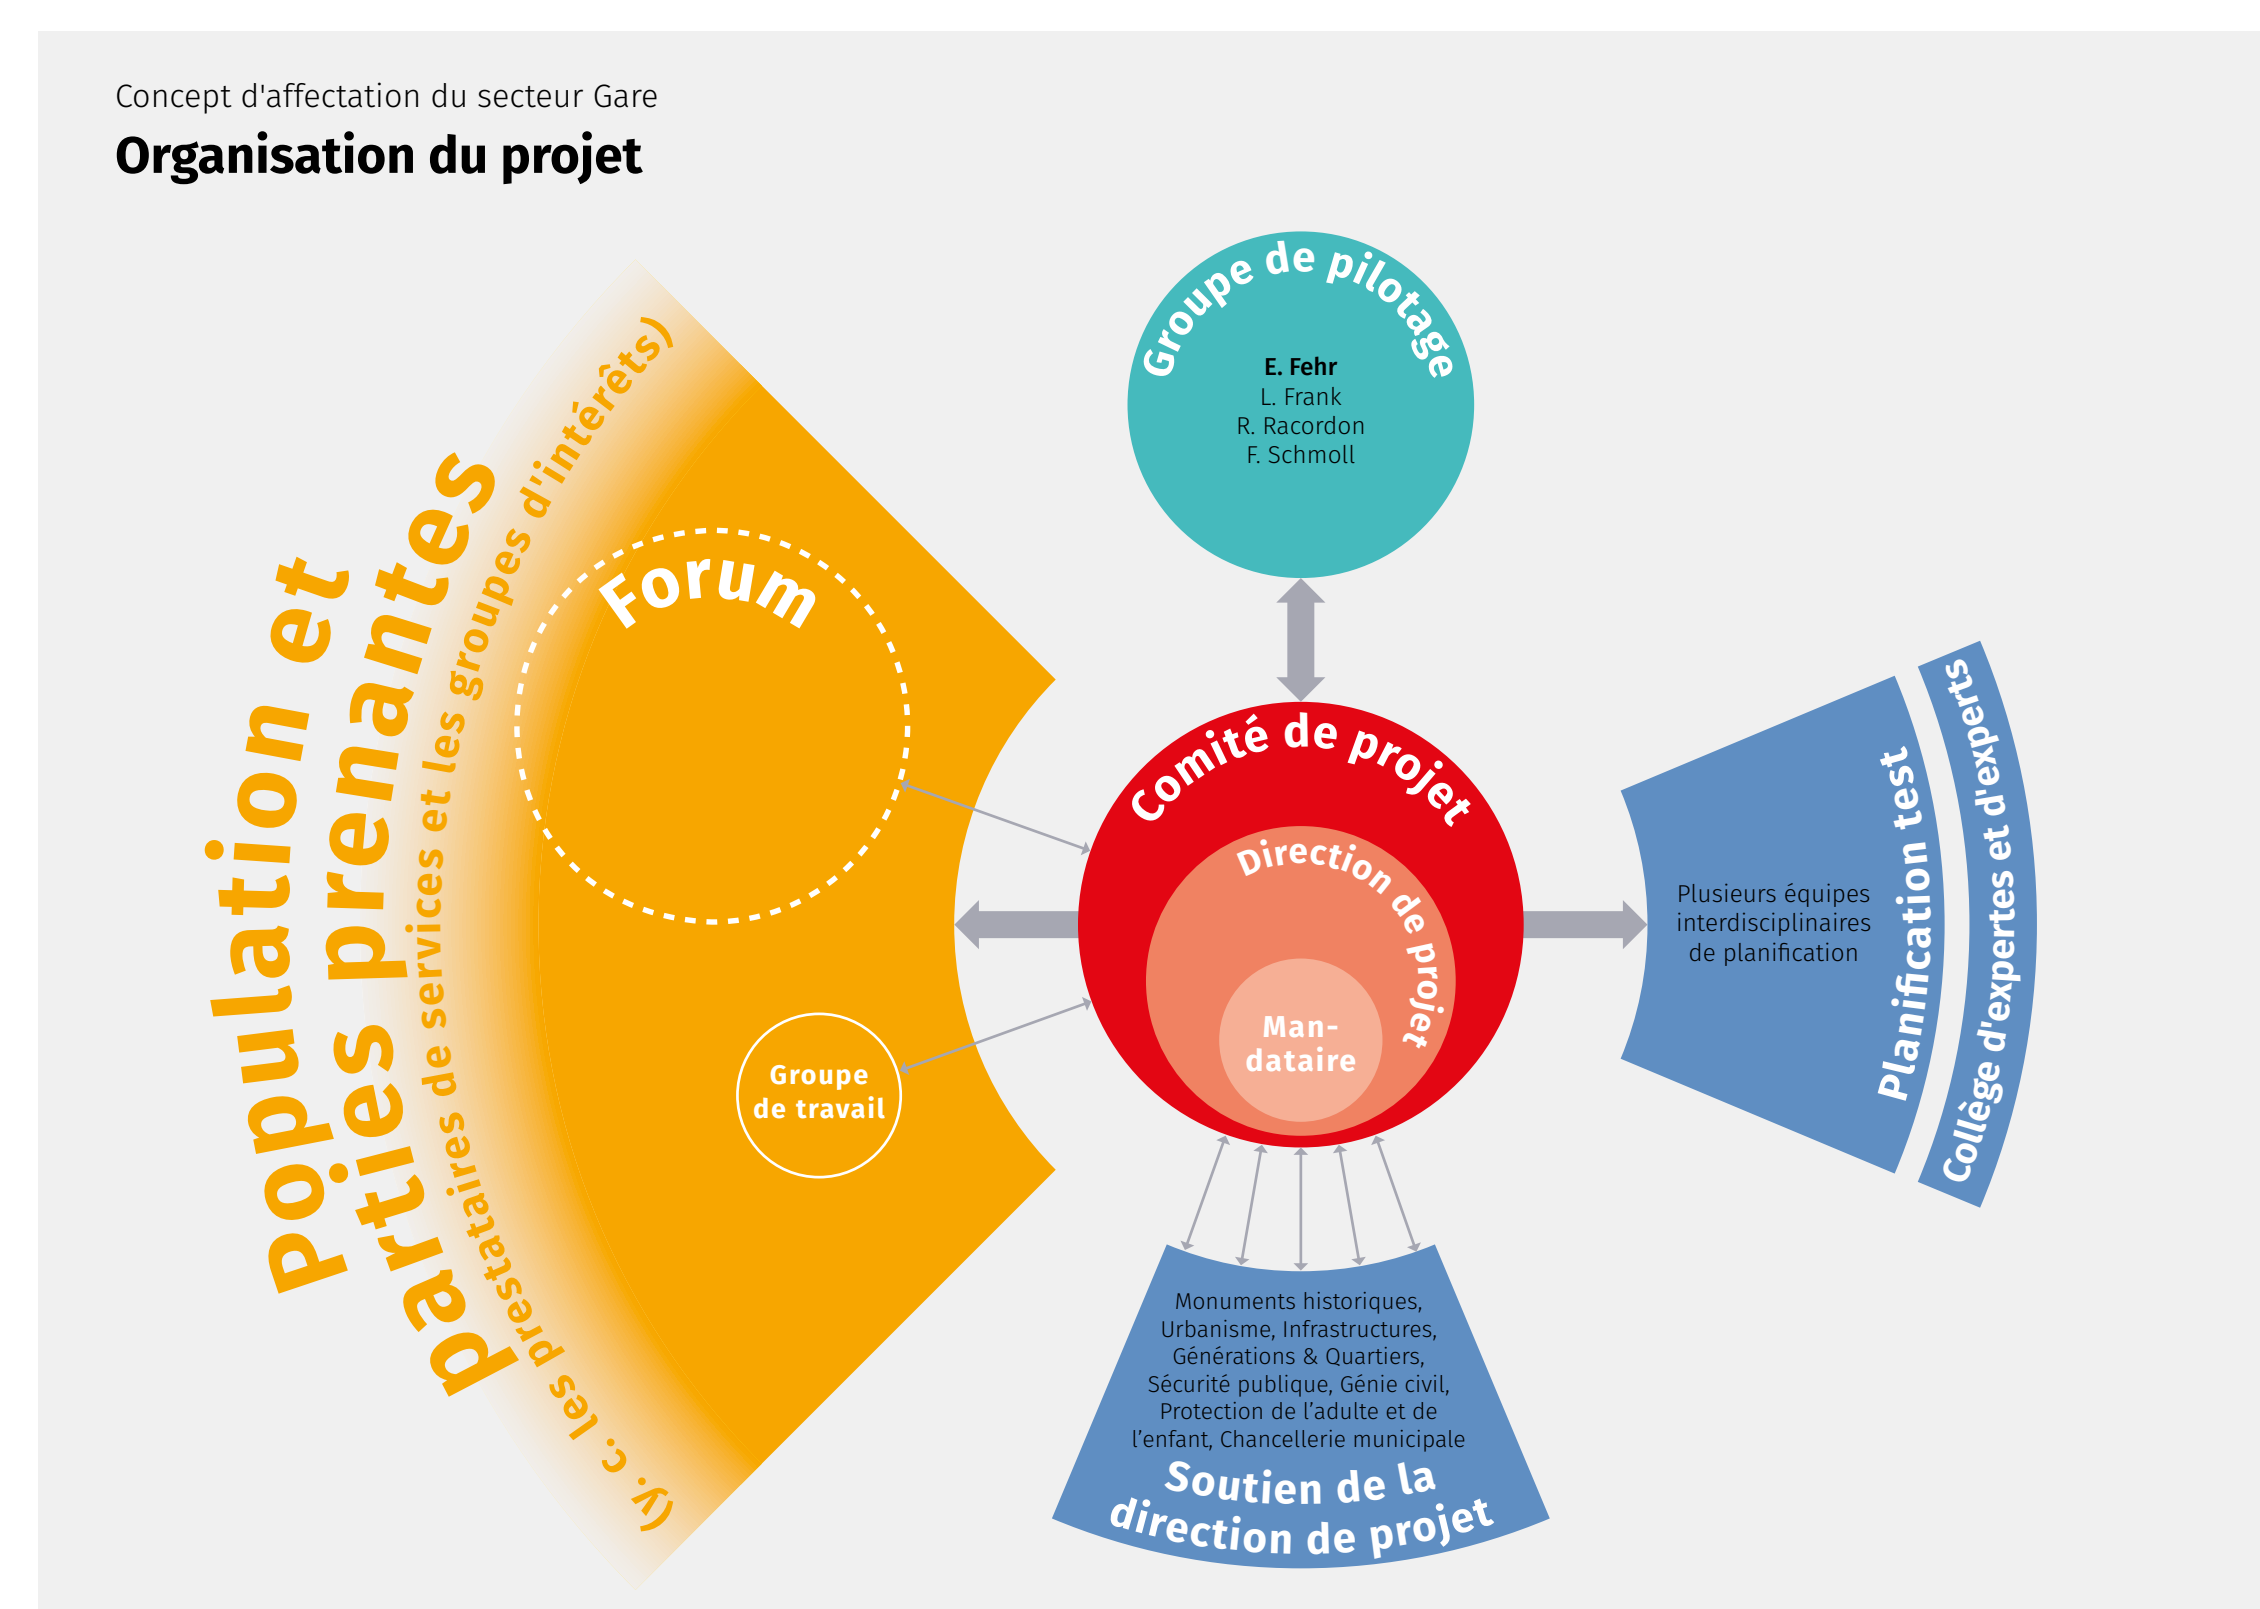 Concept d'affectation du secteur Gare
Organisation du projet
Groupe de pilotage
E. Fehr
L. Frank
R. Racordon
F. Schmoll
Population et
parties prenantes
(y. c. les prestataires de services et les groupes d'intérêts)
Forum
Groupe
de travail
Comité de projet
Direction de projet
Man-
dataire
Plusieurs équipes
interdisciplinaires
de planification
Planification test
Collège d'expertes et d'experts
Monuments historiques,
Urbanisme, Infrastructures,
Générations & Quartiers,
Sécurité publique, Génie civil,
Protection de l’adulte et de
l’enfant, Chancellerie municipale
Soutien de la
direction de projet